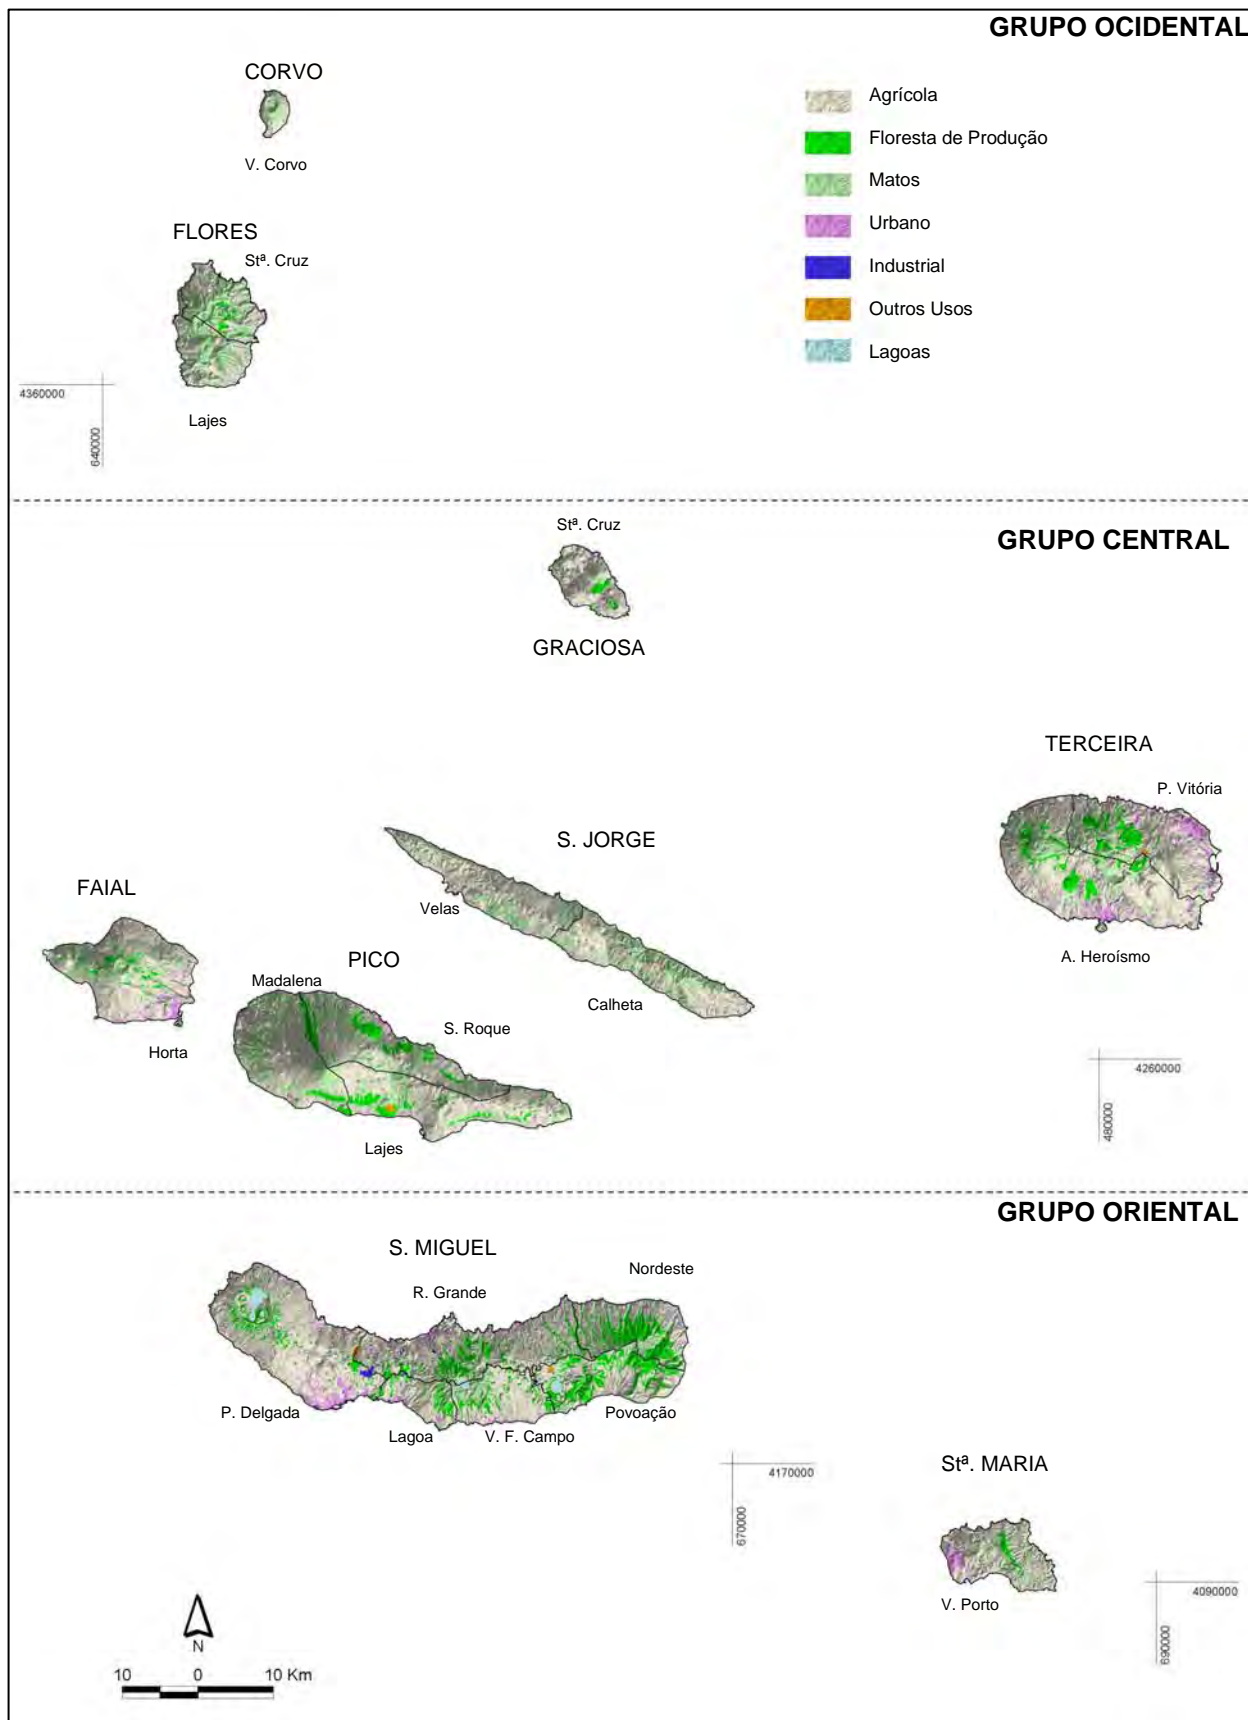 GRUPO OCIDENTAL
CORVO
V. Corvo
FLORES
Stª. Cruz
Lajes
Agrícola
Floresta de Produção
Matos
Urbano
Industrial
Outros Usos
Lagoas
4360000
640000
GRUPO CENTRAL
Stª. Cruz
GRACIOSA
TERCEIRA
P. Vitória
A. Heroísmo
S. JORGE
Velas
Calheta
FAIAL
Horta
PICO
Madalena
S. Roque
Lajes
4260000
480000
GRUPO ORIENTAL
S. MIGUEL
Nordeste
R. Grande
P. Delgada
Lagoa
V. F. Campo
Povoação
4170000
670000
Stª. MARIA
V. Porto
4090000
690000
N
10 0 10 Km